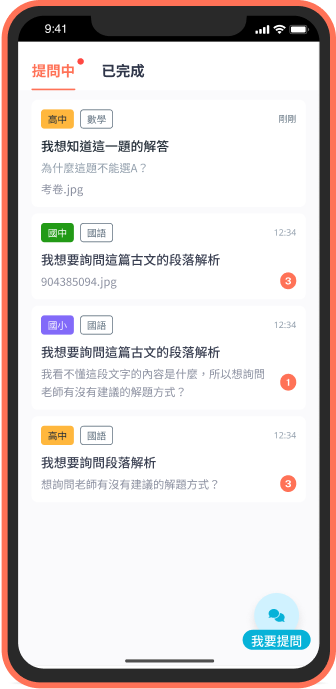 9:41
提問中
已完成
高中 數學 剛剛
我想知道這一題的解答
為什麼這題不能選A？
考卷.jpg
國中 國語 12:34
我想要詢問這篇古文的段落解析
904385094.jpg 3
國小 國語 12:34
我想要詢問這篇古文的段落解析
我看不懂這段文字的內容是什麼，所以想詢問
老師有沒有建議的解題方式？ 1
高中 國語 12:34
我想要詢問段落解析
想詢問老師有沒有建議的解題方式？ 3
我要提問